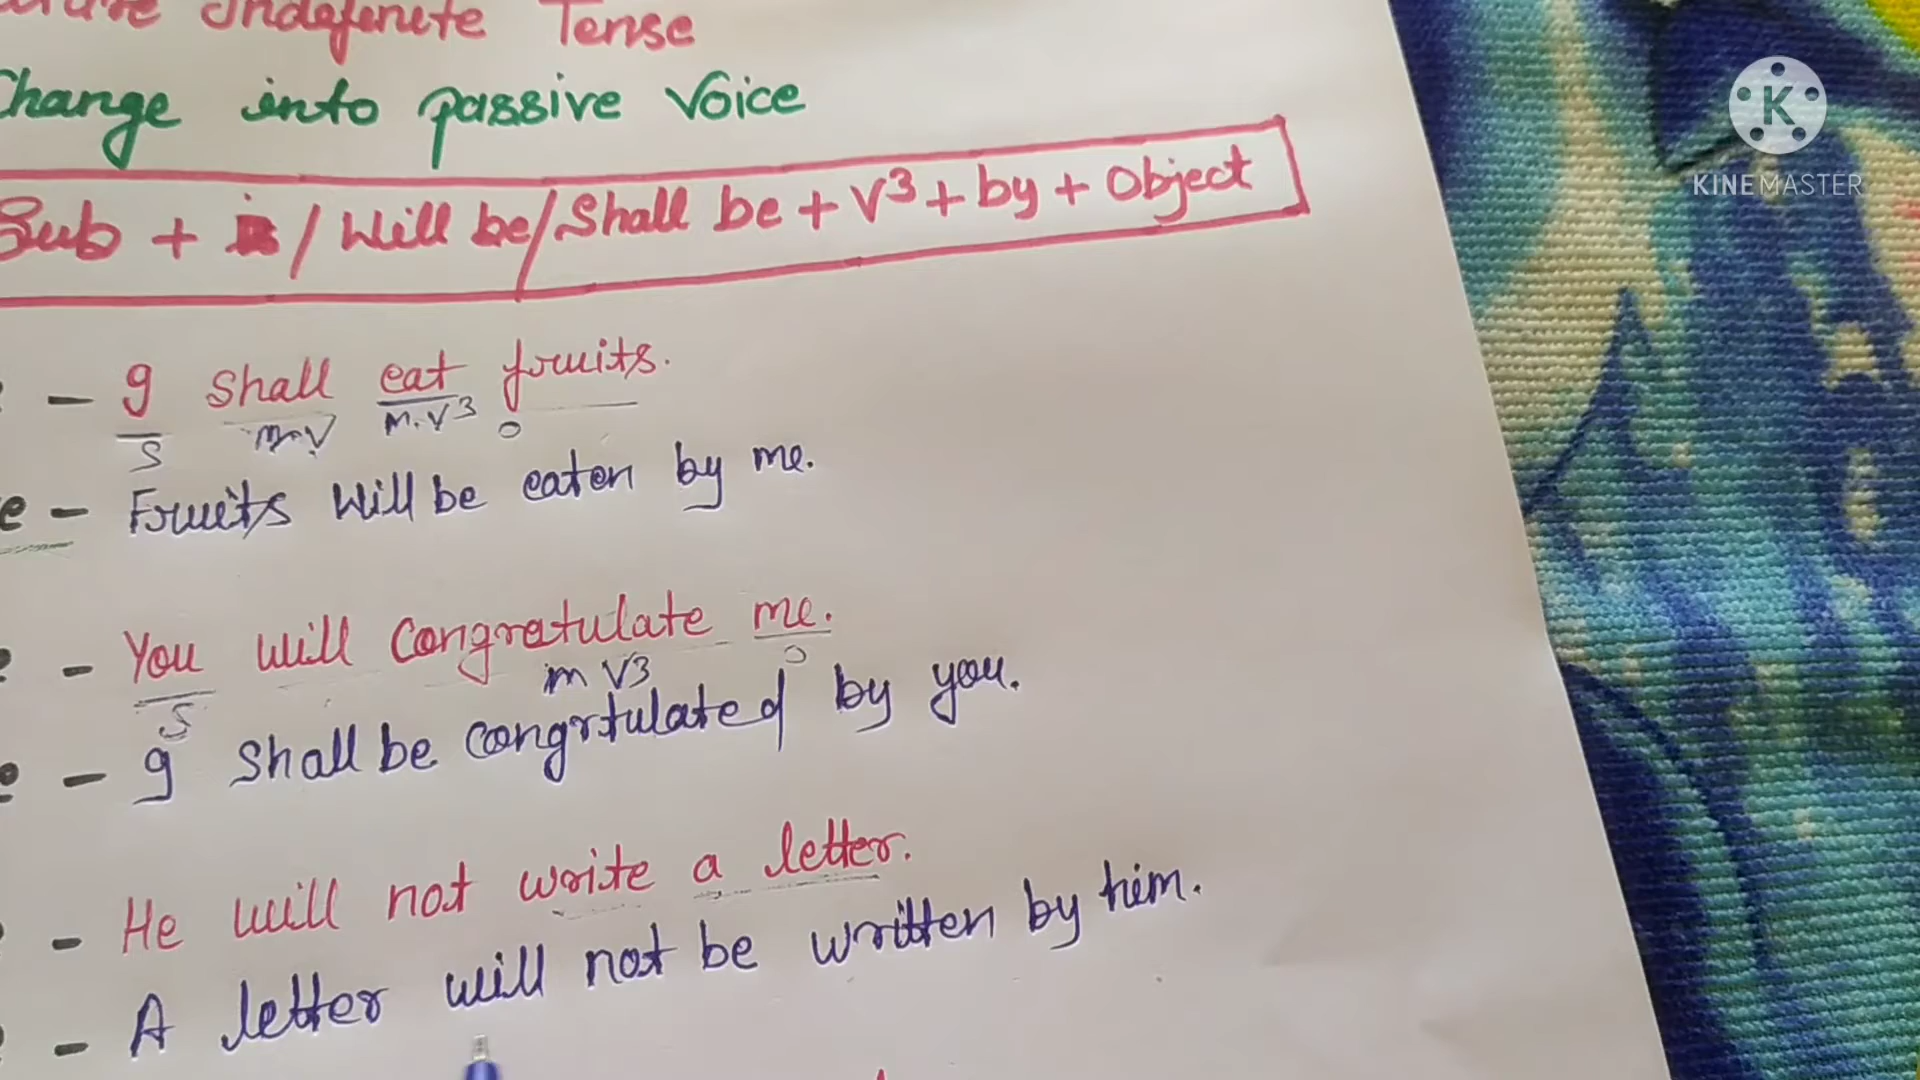 Indefinite Tense
Change into passive Voice
Sub + / Will be/Shall be + V3 + by + Object
- I shall eat fruits.
S m.V M.V3 O
e - Fruits Will be eaten by me.
- You will Congratulate me.
S m V3 O
e - I shall be congrtulated by you.
- He will not write a letter.
- A letter will not be written by him.
K
KINEMASTER